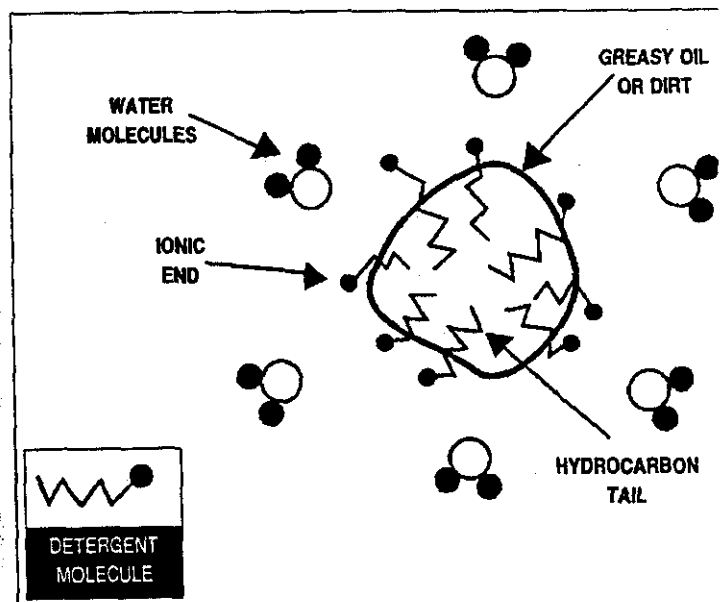 GREASY OIL
OR DIRT
WATER
MOLECULES
IONIC
END
HYDROCARBON
TAIL
DETERGENT
MOLECULE